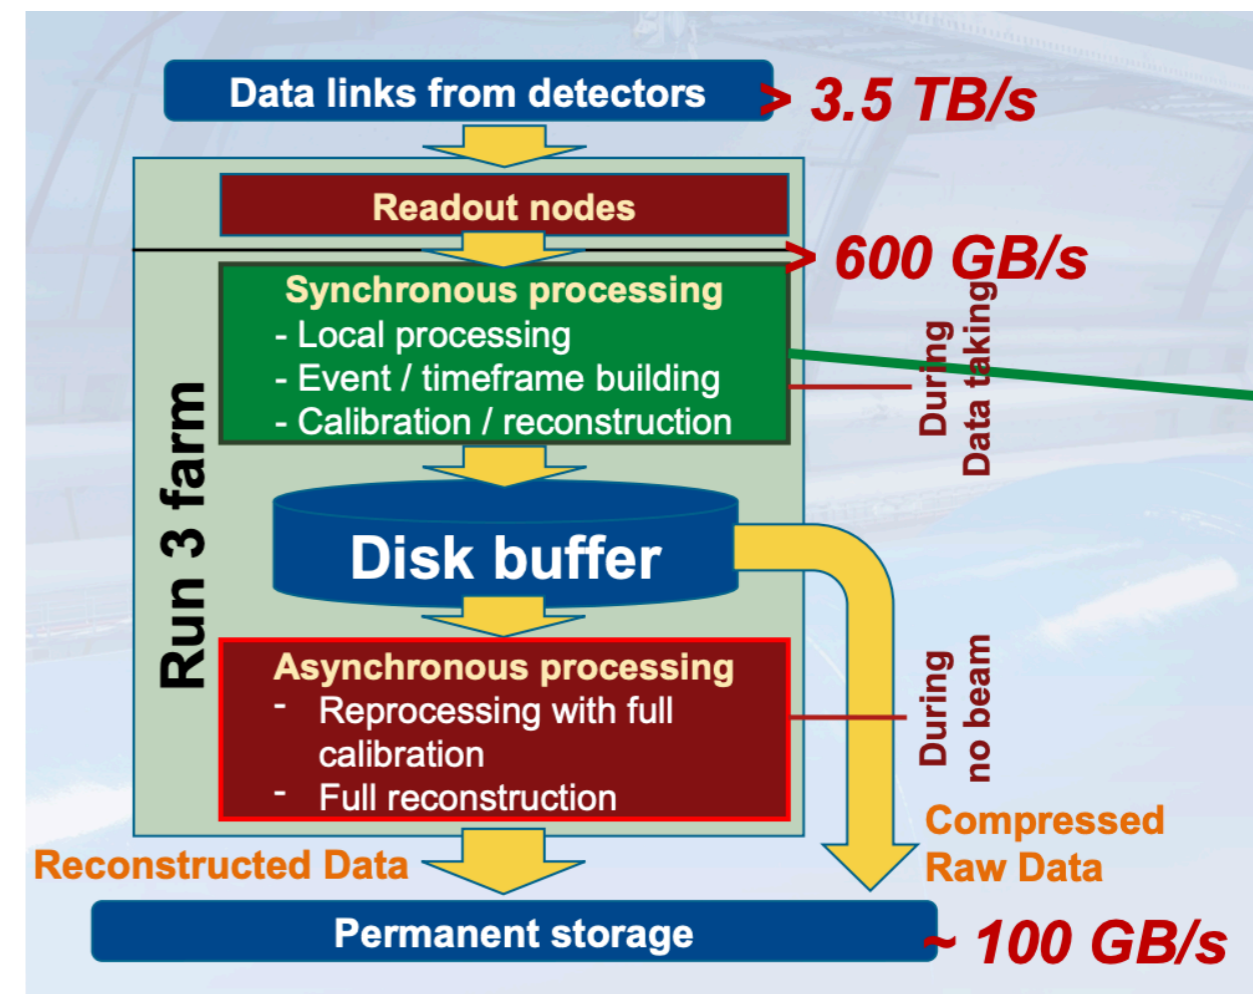 Data links from detectors
> 3.5 TB/s
Readout nodes
> 600 GB/s
Synchronous processing
- Local processing
- Event / timeframe building
- Calibration / reconstruction
During
Data taking
Run 3 farm
Disk buffer
Asynchronous processing
- Reprocessing with full
calibration
- Full reconstruction
During
no beam
Compressed
Raw Data
Reconstructed Data
Permanent storage
~ 100 GB/s